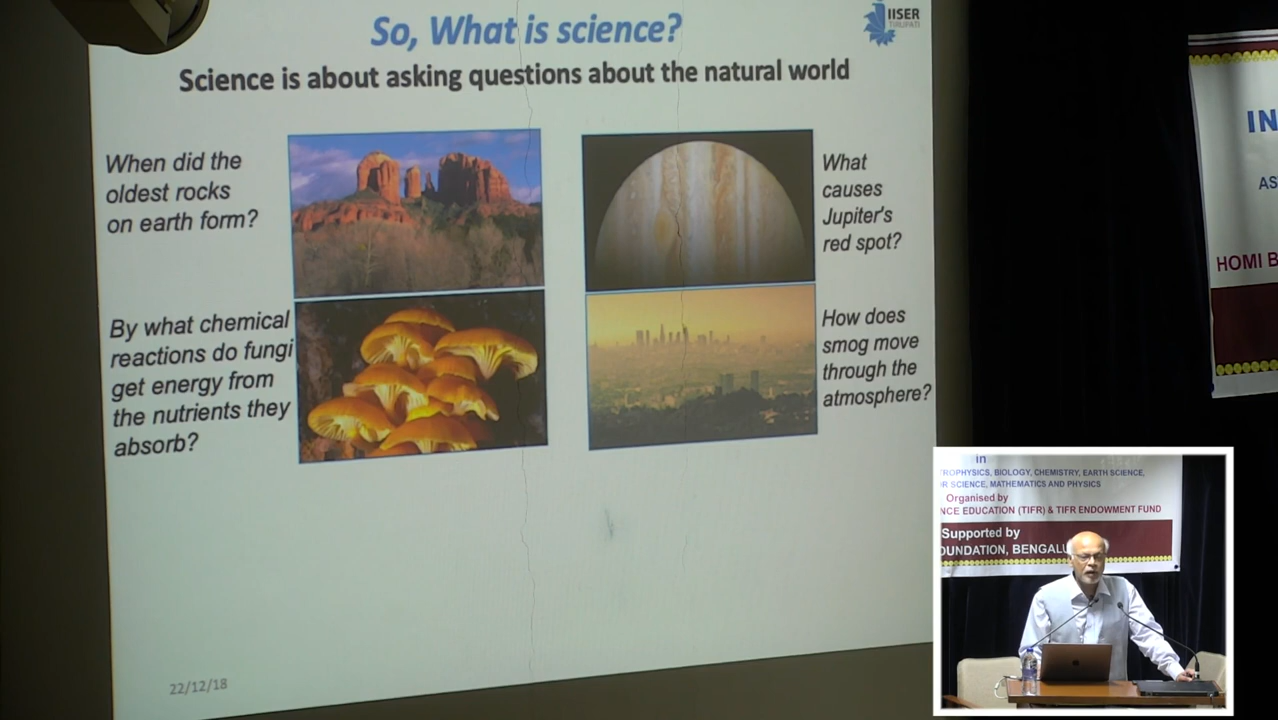 So, What is science?
IISER
TIRUPATI
Science is about asking questions about the natural world
When did the
oldest rocks
on earth form?
What
causes
Jupiter's
red spot?
By what chemical
reactions do fungi
get energy from
the nutrients they
absorb?
How does
smog move
through the
atmosphere?
22/12/18
IN
AS
HOMI B
in
TROPHYSICS, BIOLOGY, CHEMISTRY, EARTH SCIENCE,
R SCIENCE, MATHEMATICS AND PHYSICS
Organised by
NCE EDUCATION (TIFR) & TIFR ENDOWMENT FUND
Supported by
OUNDATION, BENGALU